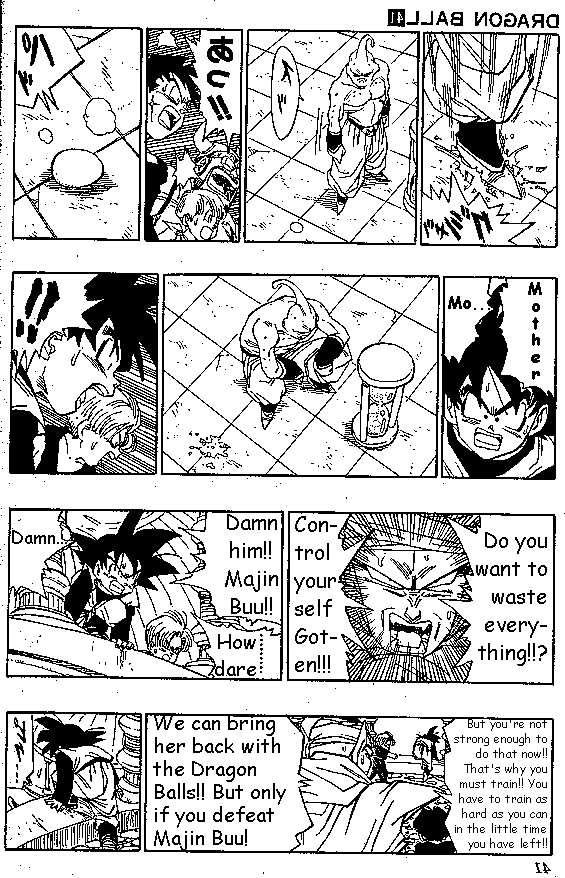 DRAGON BALL 41
Mother
Mo...
Do you
want to
waste
every-
thing!!?
Con-
trol
your
self
Got-
en!!!
Damn
him!!
Majin
Buu!!
How
dare
Damn..
But you're not
strong enough to
do that now!!
That's why you
must train!! You
have to train as
hard as you can
in the little time
you have left!!
We can bring
her back with
the Dragon
Balls!! But only
if you defeat
Majin Buu!
41